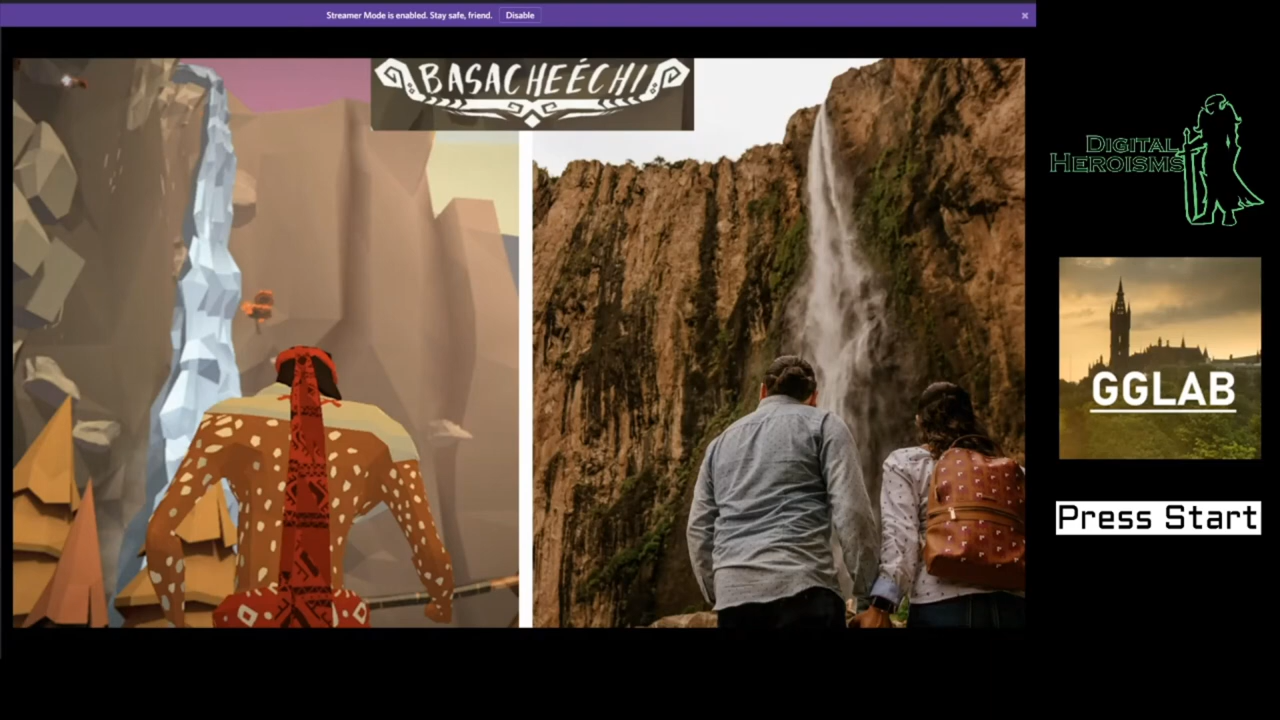 Streamer Mode is enabled. Stay safe, friend. Disable
BASACHEÉCHI
DIGITAL
HEROISMS
GGLAB
Press Start